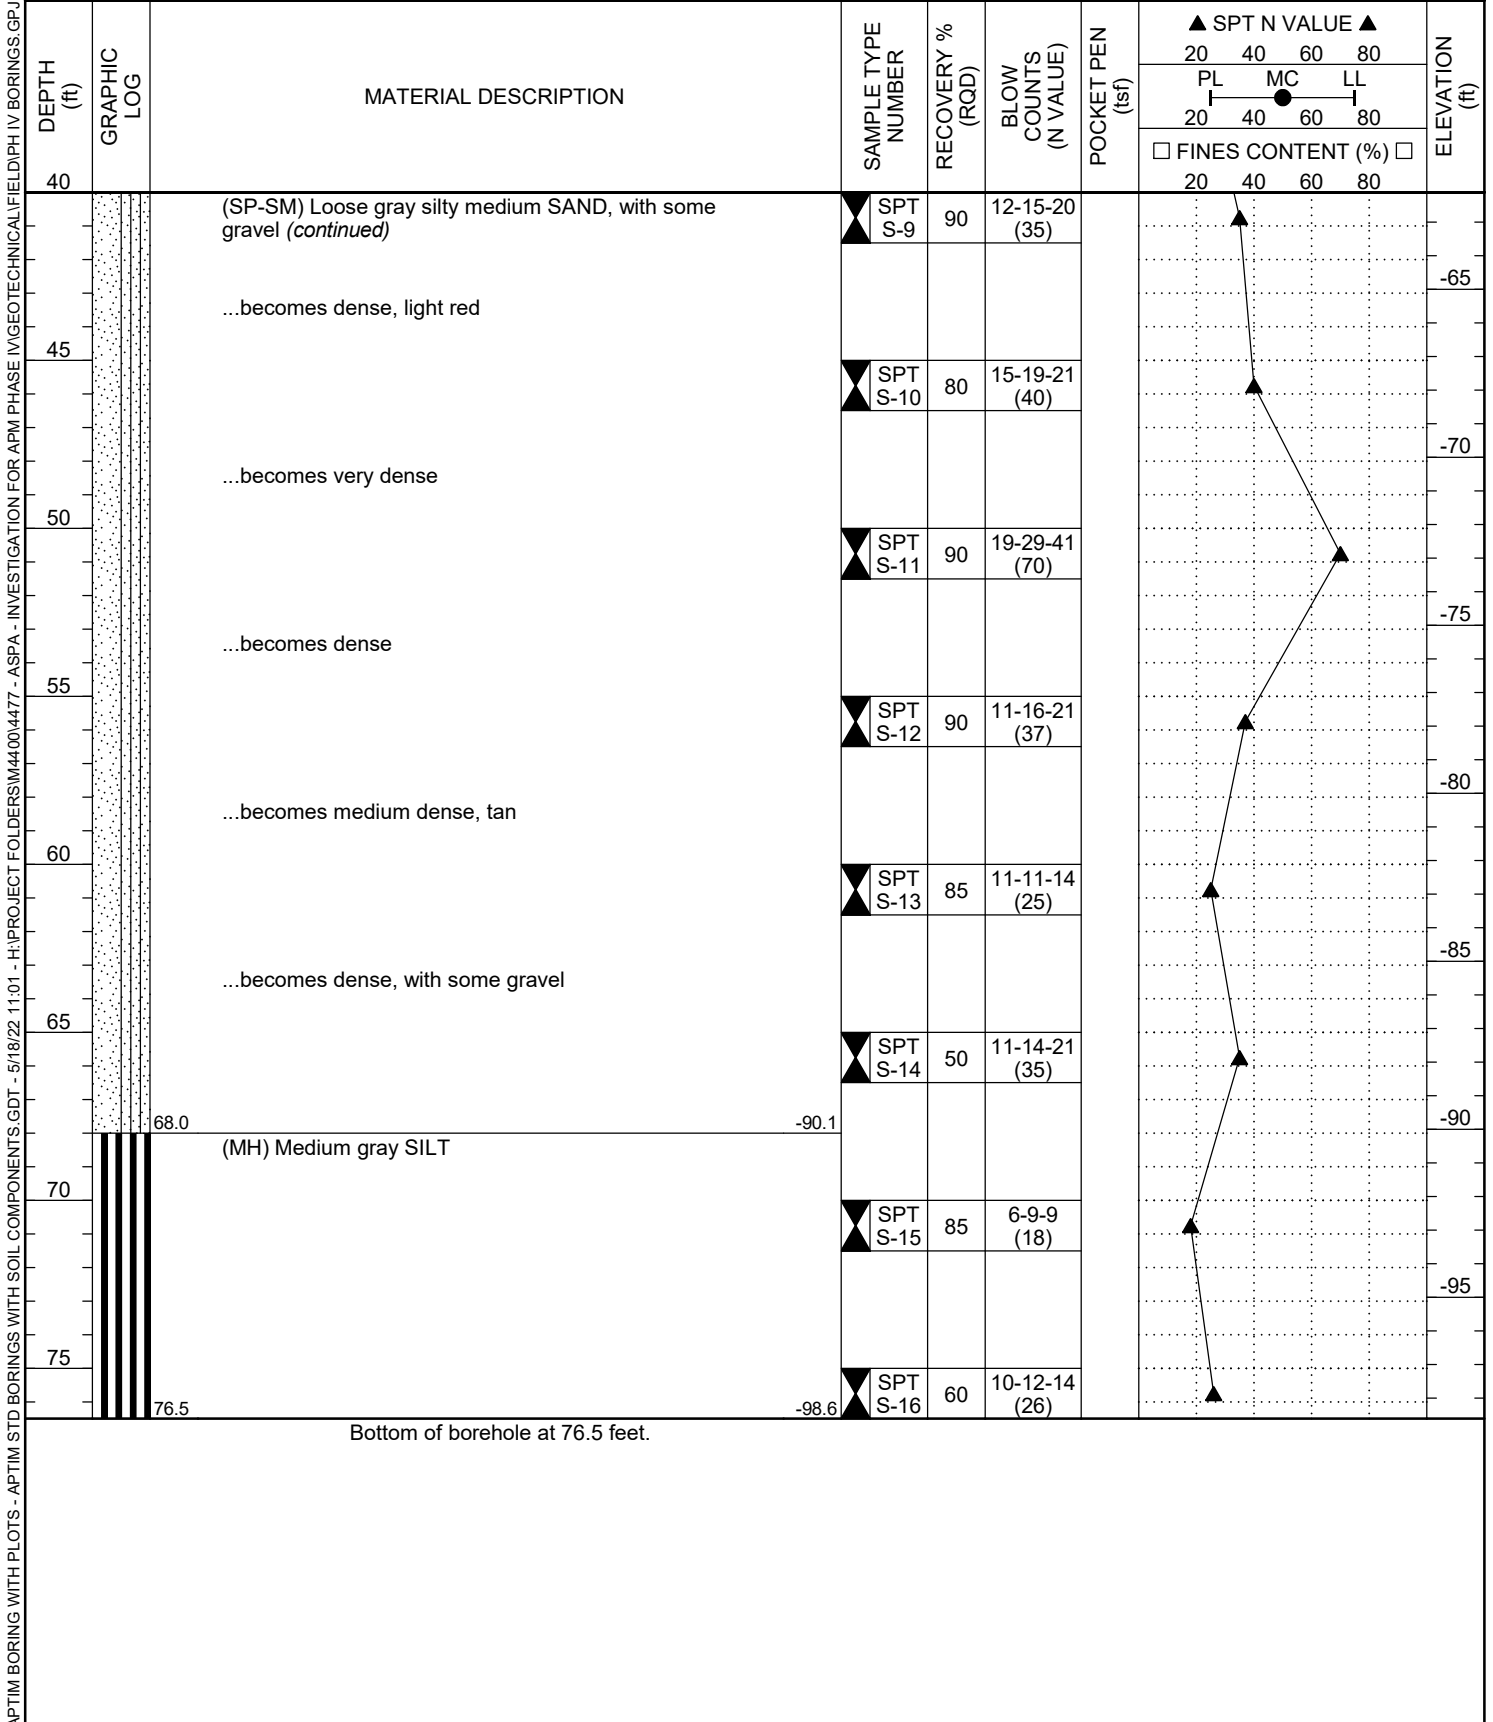 APTIM BORING WITH PLOTS - APTIM STD BORINGS WITH SOIL COMPONENTS.GDT - 5/18/22 11:01 - H:\PROJECT FOLDERS\M4400\4477 - ASPA - INVESTIGATION FOR APM PHASE IV\GEOTECHNICAL\FIELD\PH IV BORINGS.GPJ
DEPTH
(ft)
GRAPHIC
LOG
MATERIAL DESCRIPTION
SAMPLE TYPE
NUMBER
RECOVERY %
(RQD)
BLOW
COUNTS
(N VALUE)
POCKET PEN
(tsf)
▲ SPT N VALUE ▲
20 40 60 80
PL MC LL
20 40 60 80
□ FINES CONTENT (%) □
20 40 60 80
ELEVATION
(ft)
40
(SP-SM) Loose gray silty medium SAND, with some
gravel (continued)
SPT
S-9
90
12-15-20
(35)
-65
...becomes dense, light red
45
SPT
S-10
80
15-19-21
(40)
-70
...becomes very dense
50
SPT
S-11
90
19-29-41
(70)
-75
...becomes dense
55
SPT
S-12
90
11-16-21
(37)
-80
...becomes medium dense, tan
60
SPT
S-13
85
11-11-14
(25)
-85
...becomes dense, with some gravel
65
SPT
S-14
50
11-14-21
(35)
-90
68.0 -90.1
(MH) Medium gray SILT
70
SPT
S-15
85
6-9-9
(18)
-95
75
SPT
S-16
60
10-12-14
(26)
76.5 -98.6
Bottom of borehole at 76.5 feet.